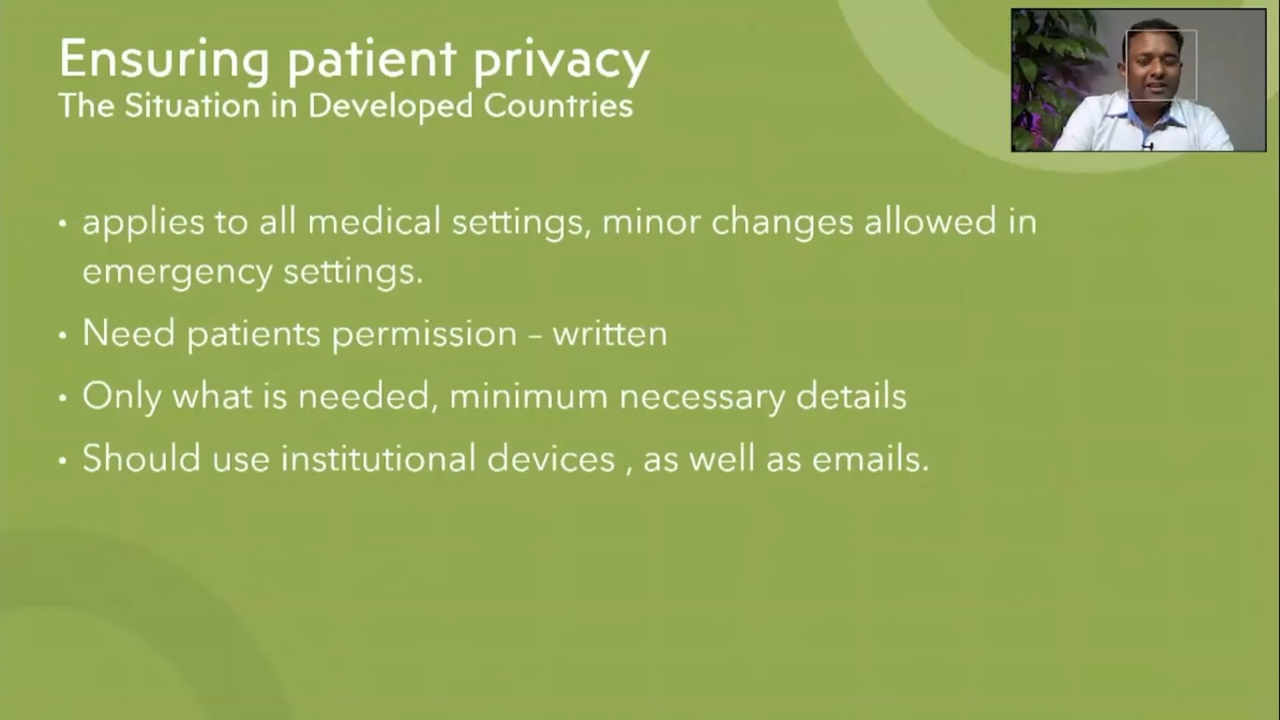 Ensuring patient privacy
The Situation in Developed Countries
• applies to all medical settings, minor changes allowed in
emergency settings.
• Need patients permission – written
• Only what is needed, minimum necessary details
• Should use institutional devices , as well as emails.